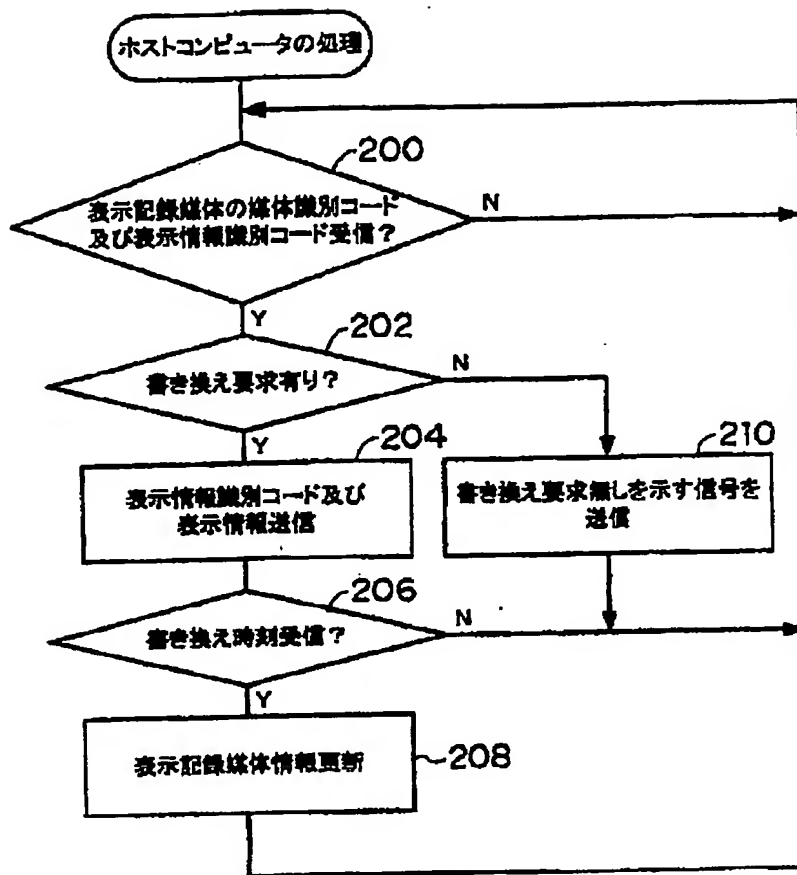 ホストコンピュータの処理
200
表示記録媒体の媒体識別コード
及び表示情報識別コード受信？
N
Y
202
書き換え要求有り？
N
Y
204
表示情報識別コード及び
表示情報送信
210
書き換え要求無しを示す信号を
送信
206
書き換え時刻受信？
N
Y
表示記録媒体情報更新
208